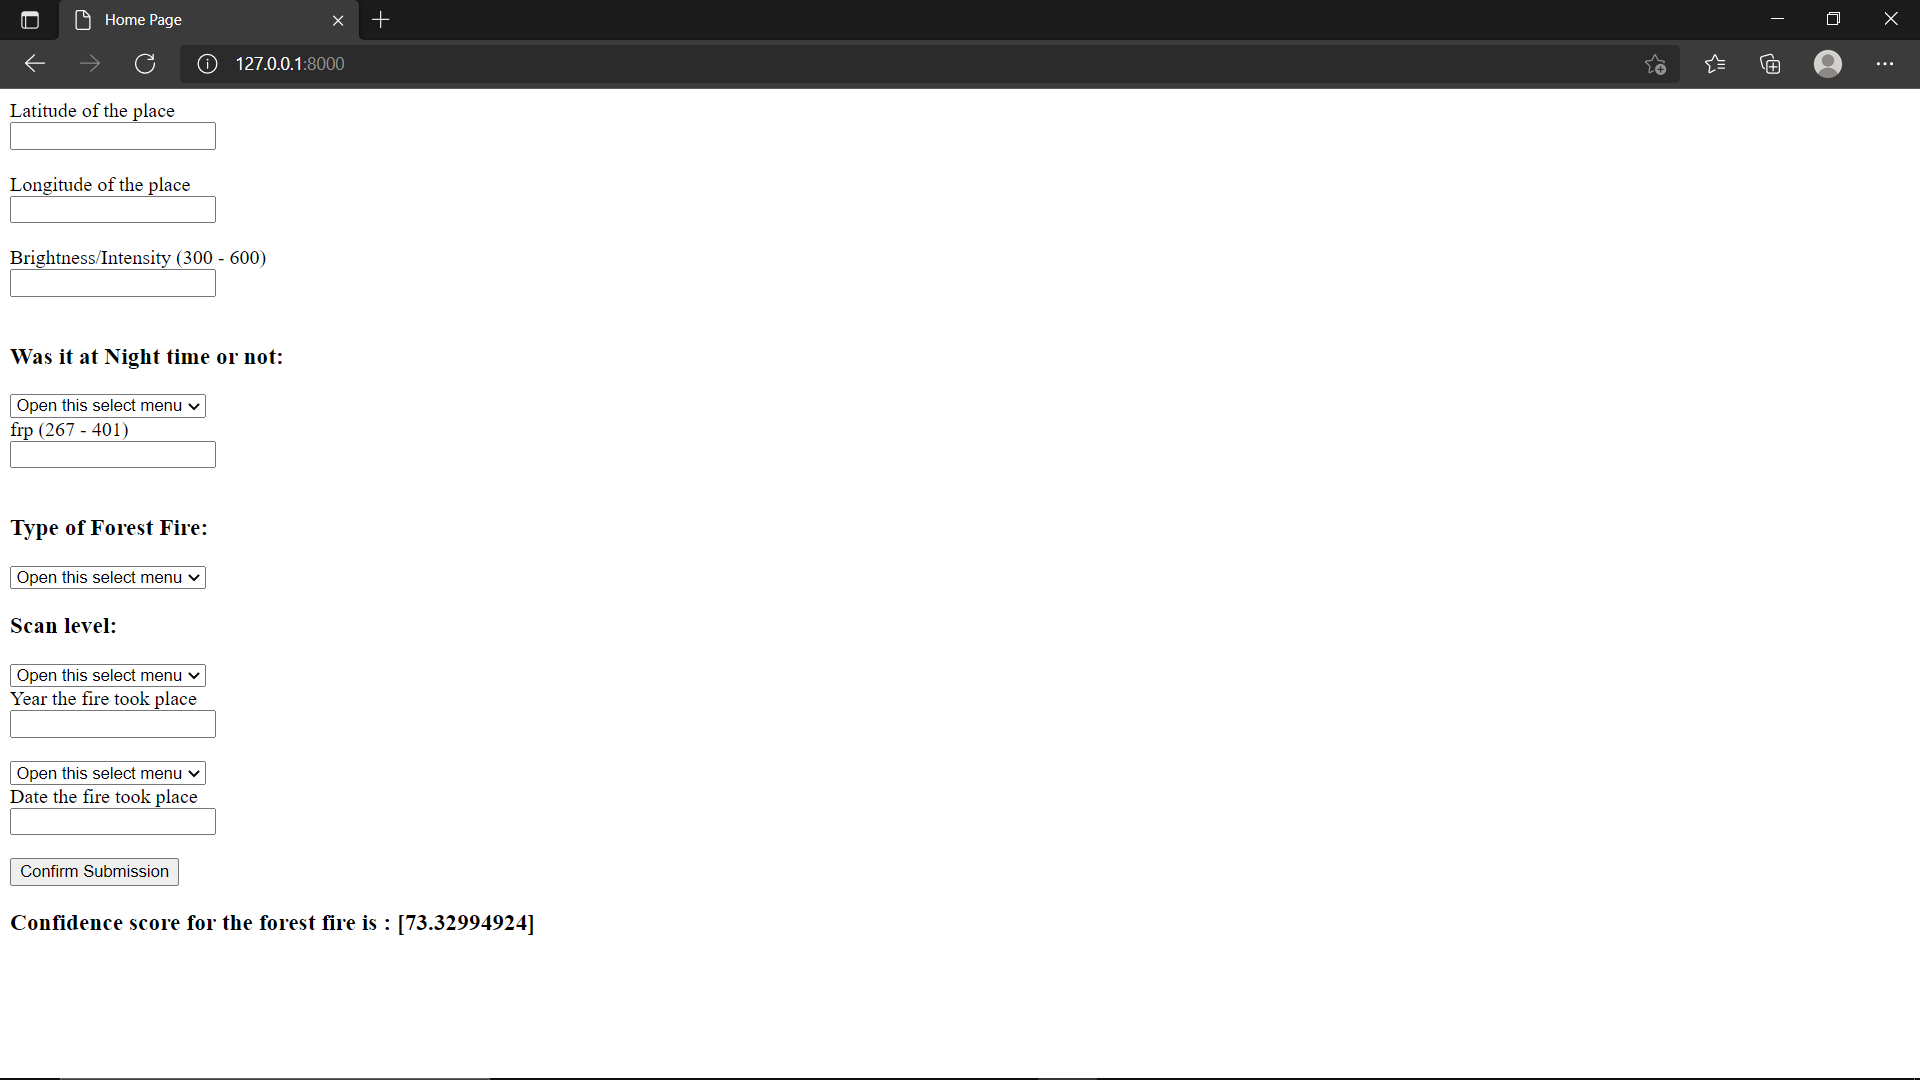 Home Page
127.0.0.1:8000
Latitude of the place
Longitude of the place
Brightness/Intensity (300 - 600)
Was it at Night time or not:
Open this select menu
frp (267 - 401)
Type of Forest Fire:
Open this select menu
Scan level:
Open this select menu
Year the fire took place
Open this select menu
Date the fire took place
Confirm Submission
Confidence score for the forest fire is : [73.32994924]